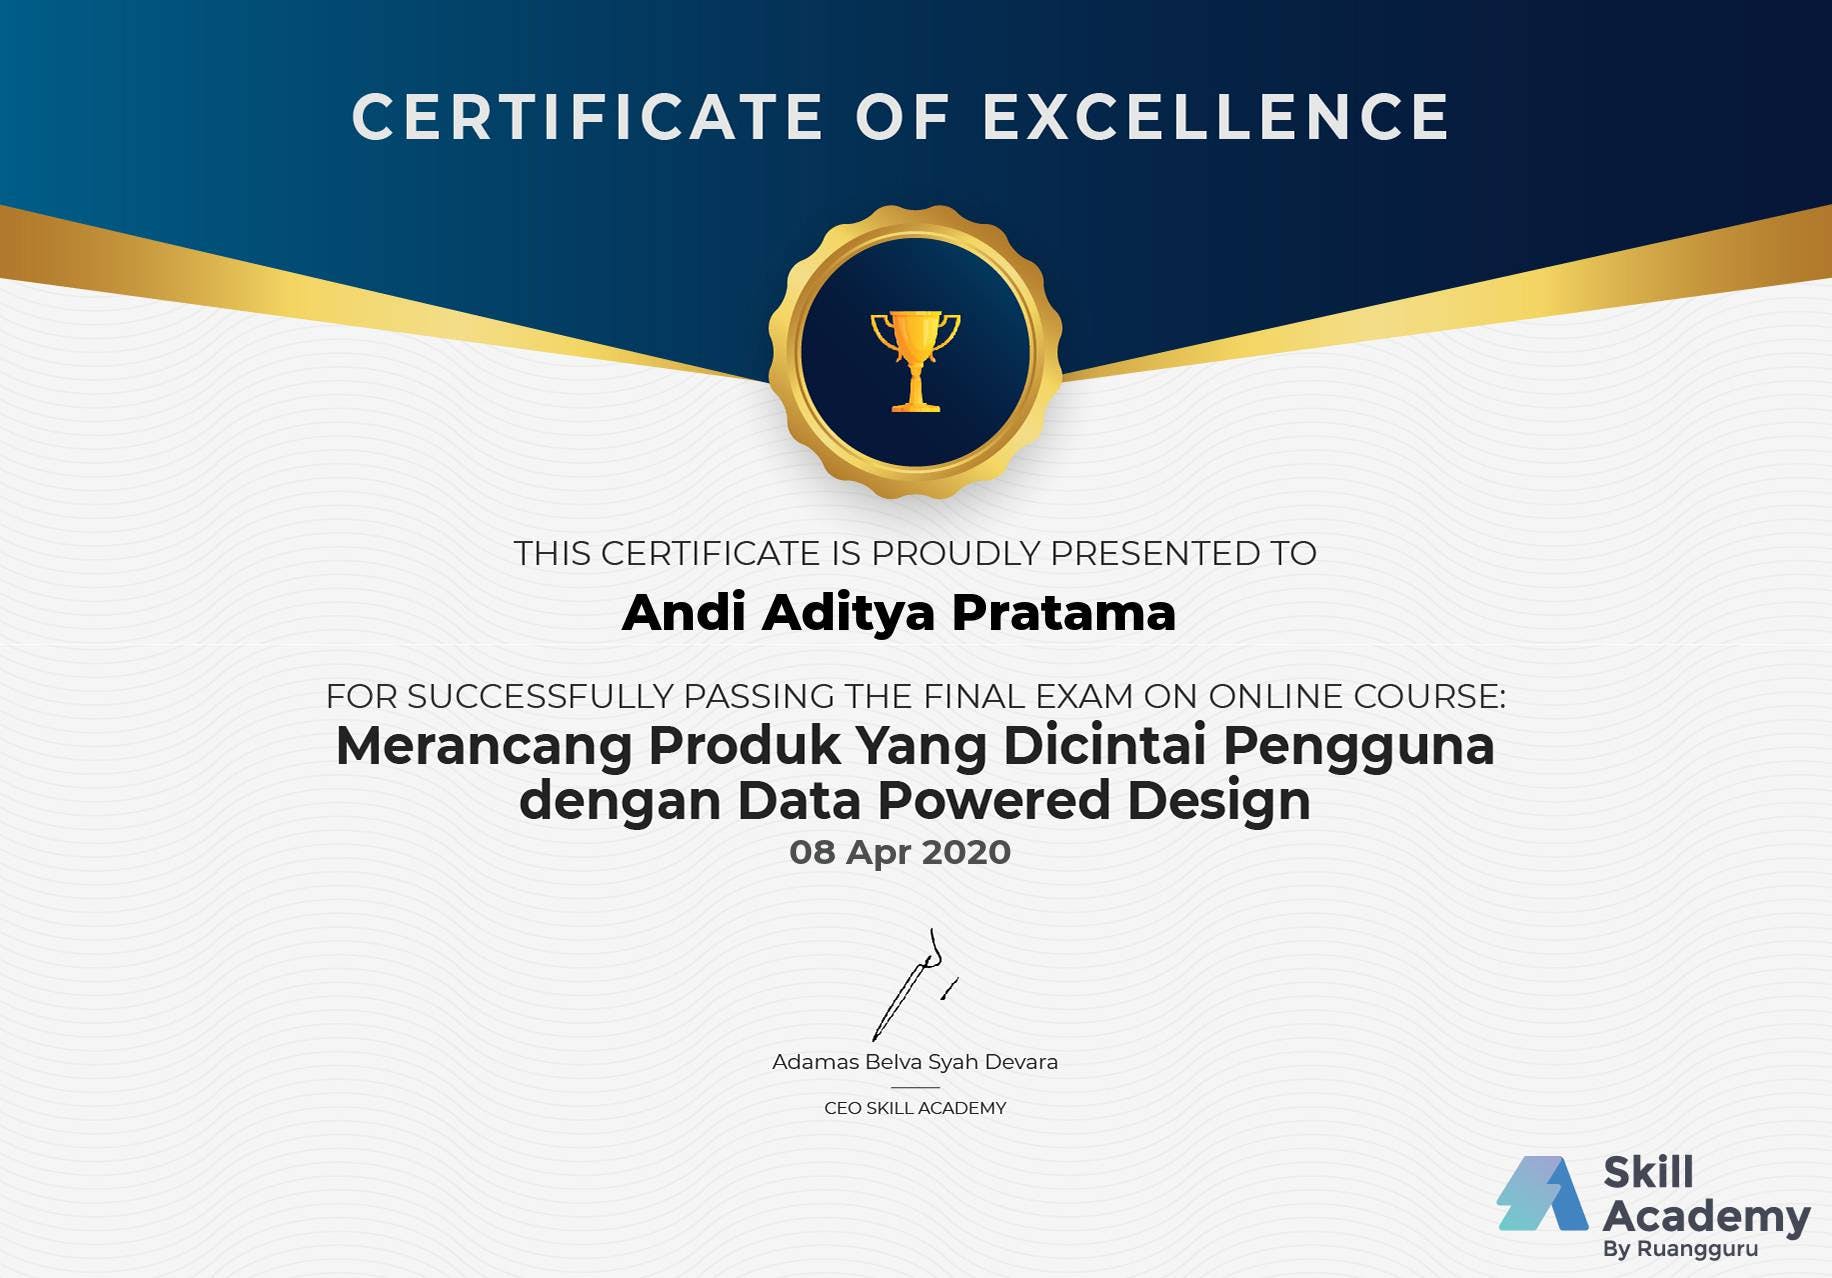 CERTIFICATE OF EXCELLENCE
THIS CERTIFICATE IS PROUDLY PRESENTED TO
Andi Aditya Pratama
FOR SUCCESSFULLY PASSING THE FINAL EXAM ON ONLINE COURSE:
Merancang Produk Yang Dicintai Pengguna
dengan Data Powered Design
08 Apr 2020
Adamas Belva Syah Devara
CEO SKILL ACADEMY
Skill
Academy
By Ruangguru